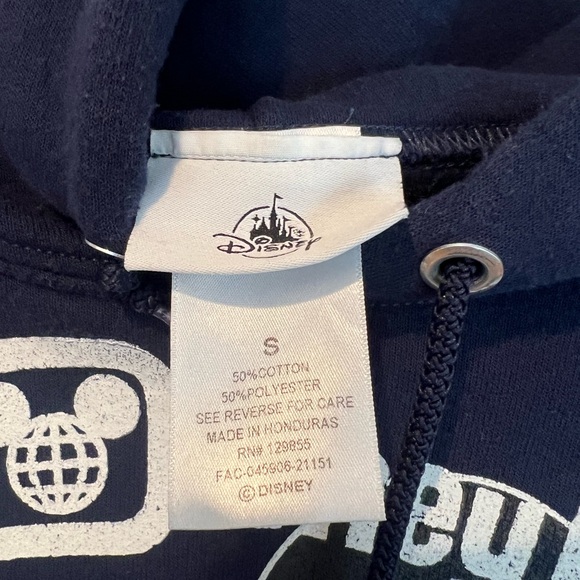 Disney
S
50%COTTON
50%POLYESTER
SEE REVERSE FOR CARE
MADE IN HONDURAS
RN# 129855
FAC-045906-21151
©DISNEY